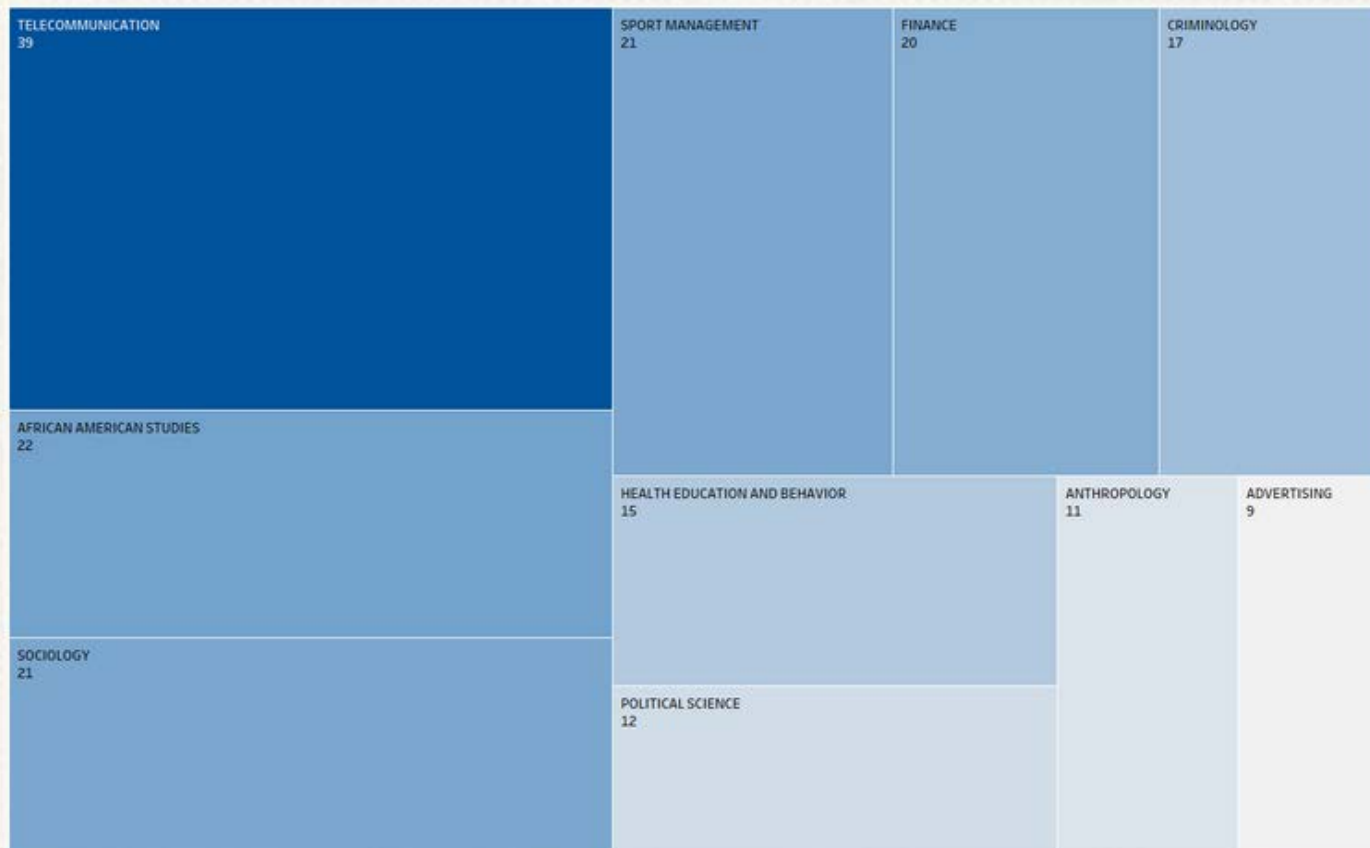 TELECOMMUNICATION
39
SPORT MANAGEMENT
21
FINANCE
20
CRIMINOLOGY
17
AFRICAN AMERICAN STUDIES
22
SOCIOLOGY
21
HEALTH EDUCATION AND BEHAVIOR
15
POLITICAL SCIENCE
12
ANTHROPOLOGY
11
ADVERTISING
9